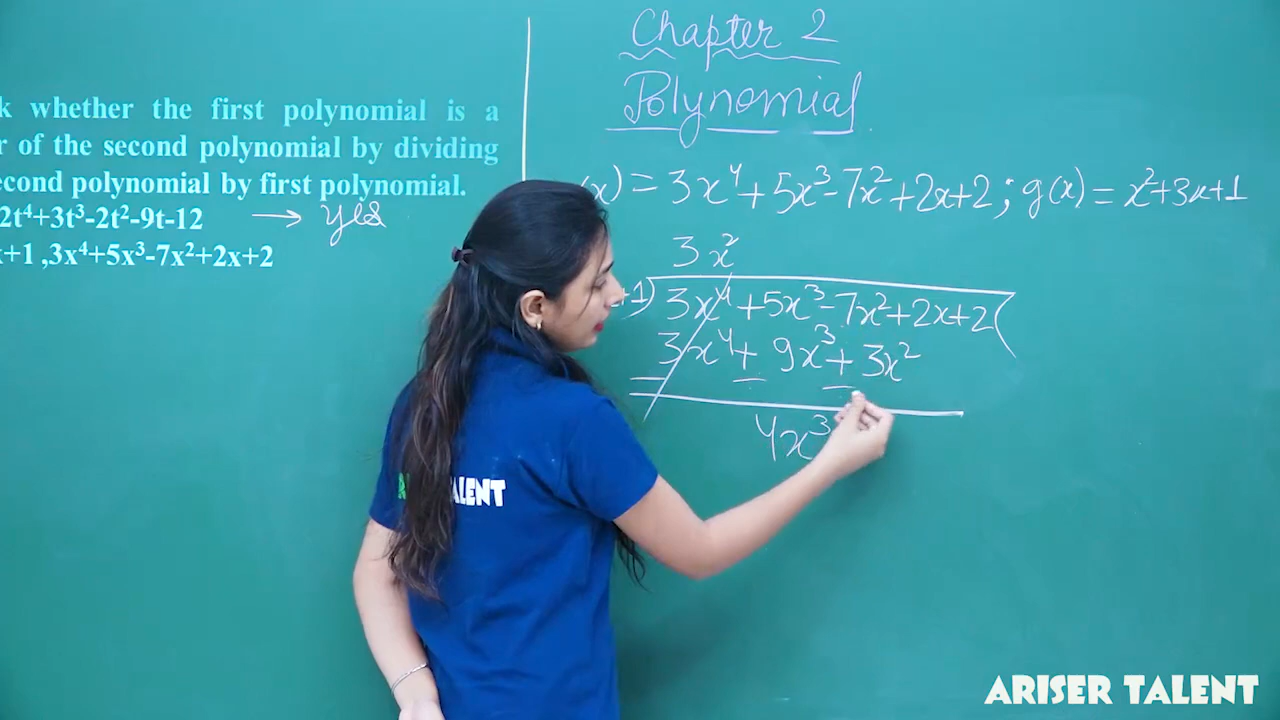 Chapter 2
Polynomial
k whether the first polynomial is a
r of the second polynomial by dividing
econd polynomial by first polynomial.
2t⁴+3t³-2t²-9t-12 → yes
x+1 ,3x⁴+5x³-7x²+2x+2
(x) = 3x⁴+5x³-7x²+2x+2 ; g(x) = x²+3x+1
3x²
+1) 3x⁴+5x³-7x²+2x+2 (
3x⁴+ 9x³+ 3x²
4x³
TALENT
ARISER TALENT